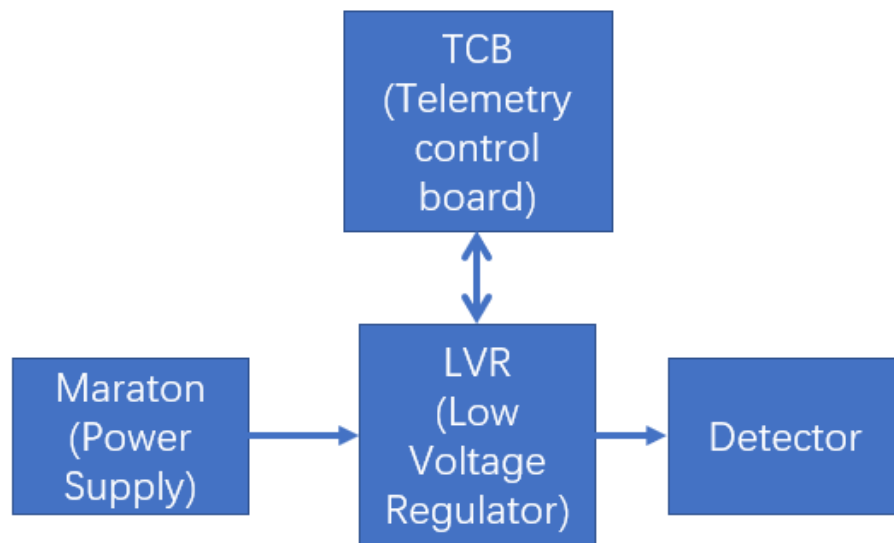 TCB
(Telemetry
control
board)
Maraton
(Power
Supply)
LVR
(Low
Voltage
Regulator)
Detector